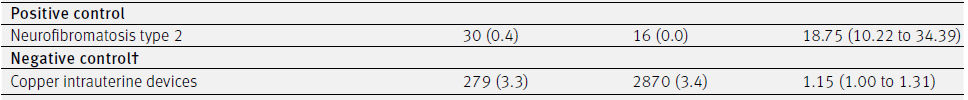 Positive control
Neurofibromatosis type 2 30 (0.4) 16 (0.0) 18.75 (10.22 to 34.39)
Negative control†
Copper intrauterine devices 279 (3.3) 2870 (3.4) 1.15 (1.00 to 1.31)